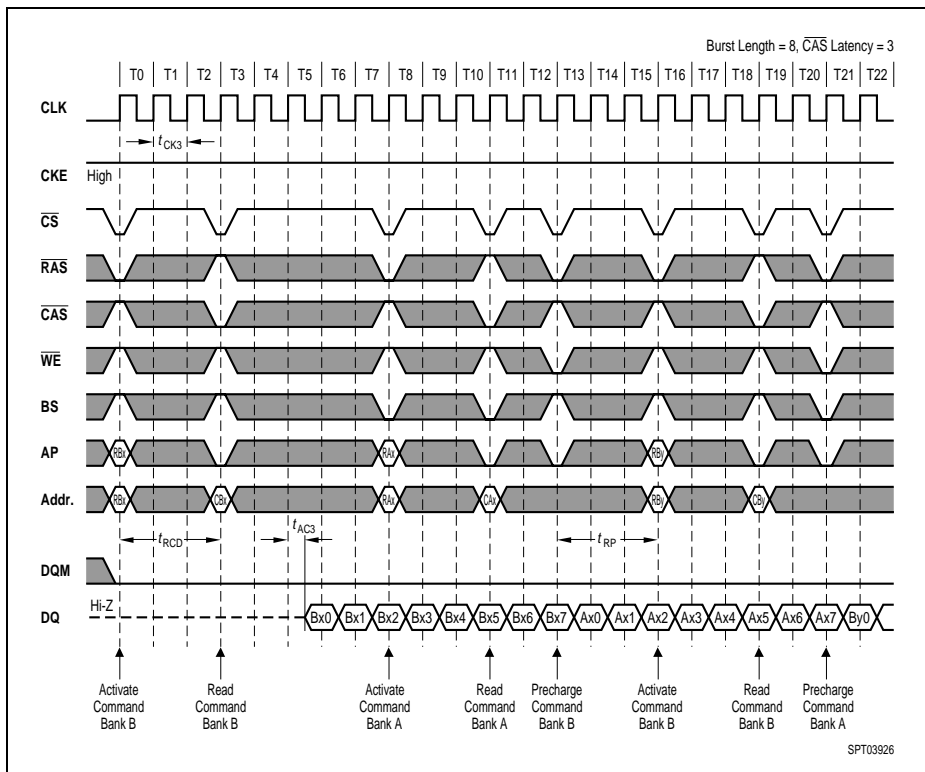 Burst Length = 8, CAS Latency = 3
T0 T1 T2 T3 T4 T5 T6 T7 T8 T9 T10 T11 T12 T13 T14 T15 T16 T17 T18 T19 T20 T21 T22
CLK
tCK3
CKE High
CS
RAS
CAS
WE
BS
AP RBx RAx RBy
Addr. RBx CBx RAx CAx RBy CBy
tRCD tAC3 tRP
DQM
DQ Hi-Z Bx0 Bx1 Bx2 Bx3 Bx4 Bx5 Bx6 Bx7 Ax0 Ax1 Ax2 Ax3 Ax4 Ax5 Ax6 Ax7 By0
Activate Read Activate Read Precharge Activate Read Precharge
Command Command Command Command Command Command Command Command
Bank B Bank B Bank A Bank A Bank B Bank B Bank B Bank A
SPT03926